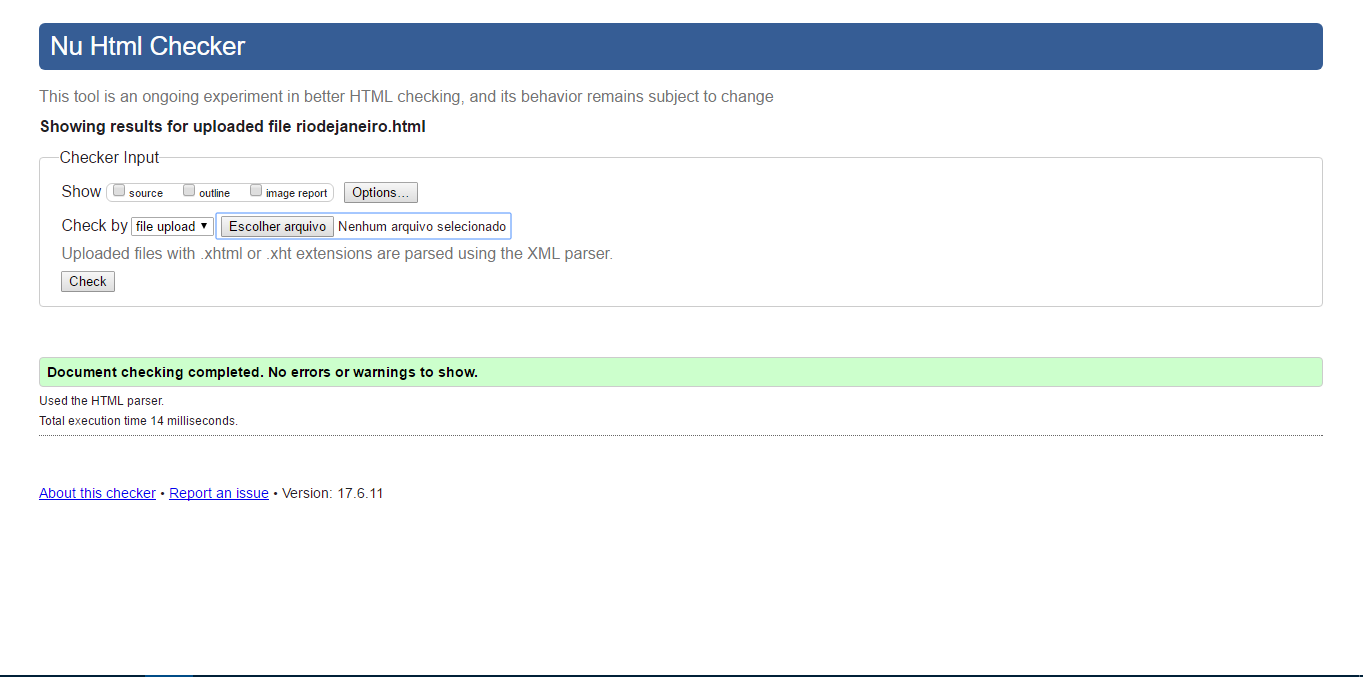 Nu Html Checker
This tool is an ongoing experiment in better HTML checking, and its behavior remains subject to change
Showing results for uploaded file riodejaneiro.html
Checker Input
Show source outline image report Options...
Check by file upload Escolher arquivo Nenhum arquivo selecionado
Uploaded files with .xhtml or .xht extensions are parsed using the XML parser.
Check
Document checking completed. No errors or warnings to show.
Used the HTML parser.
Total execution time 14 milliseconds.
About this checker • Report an issue • Version: 17.6.11